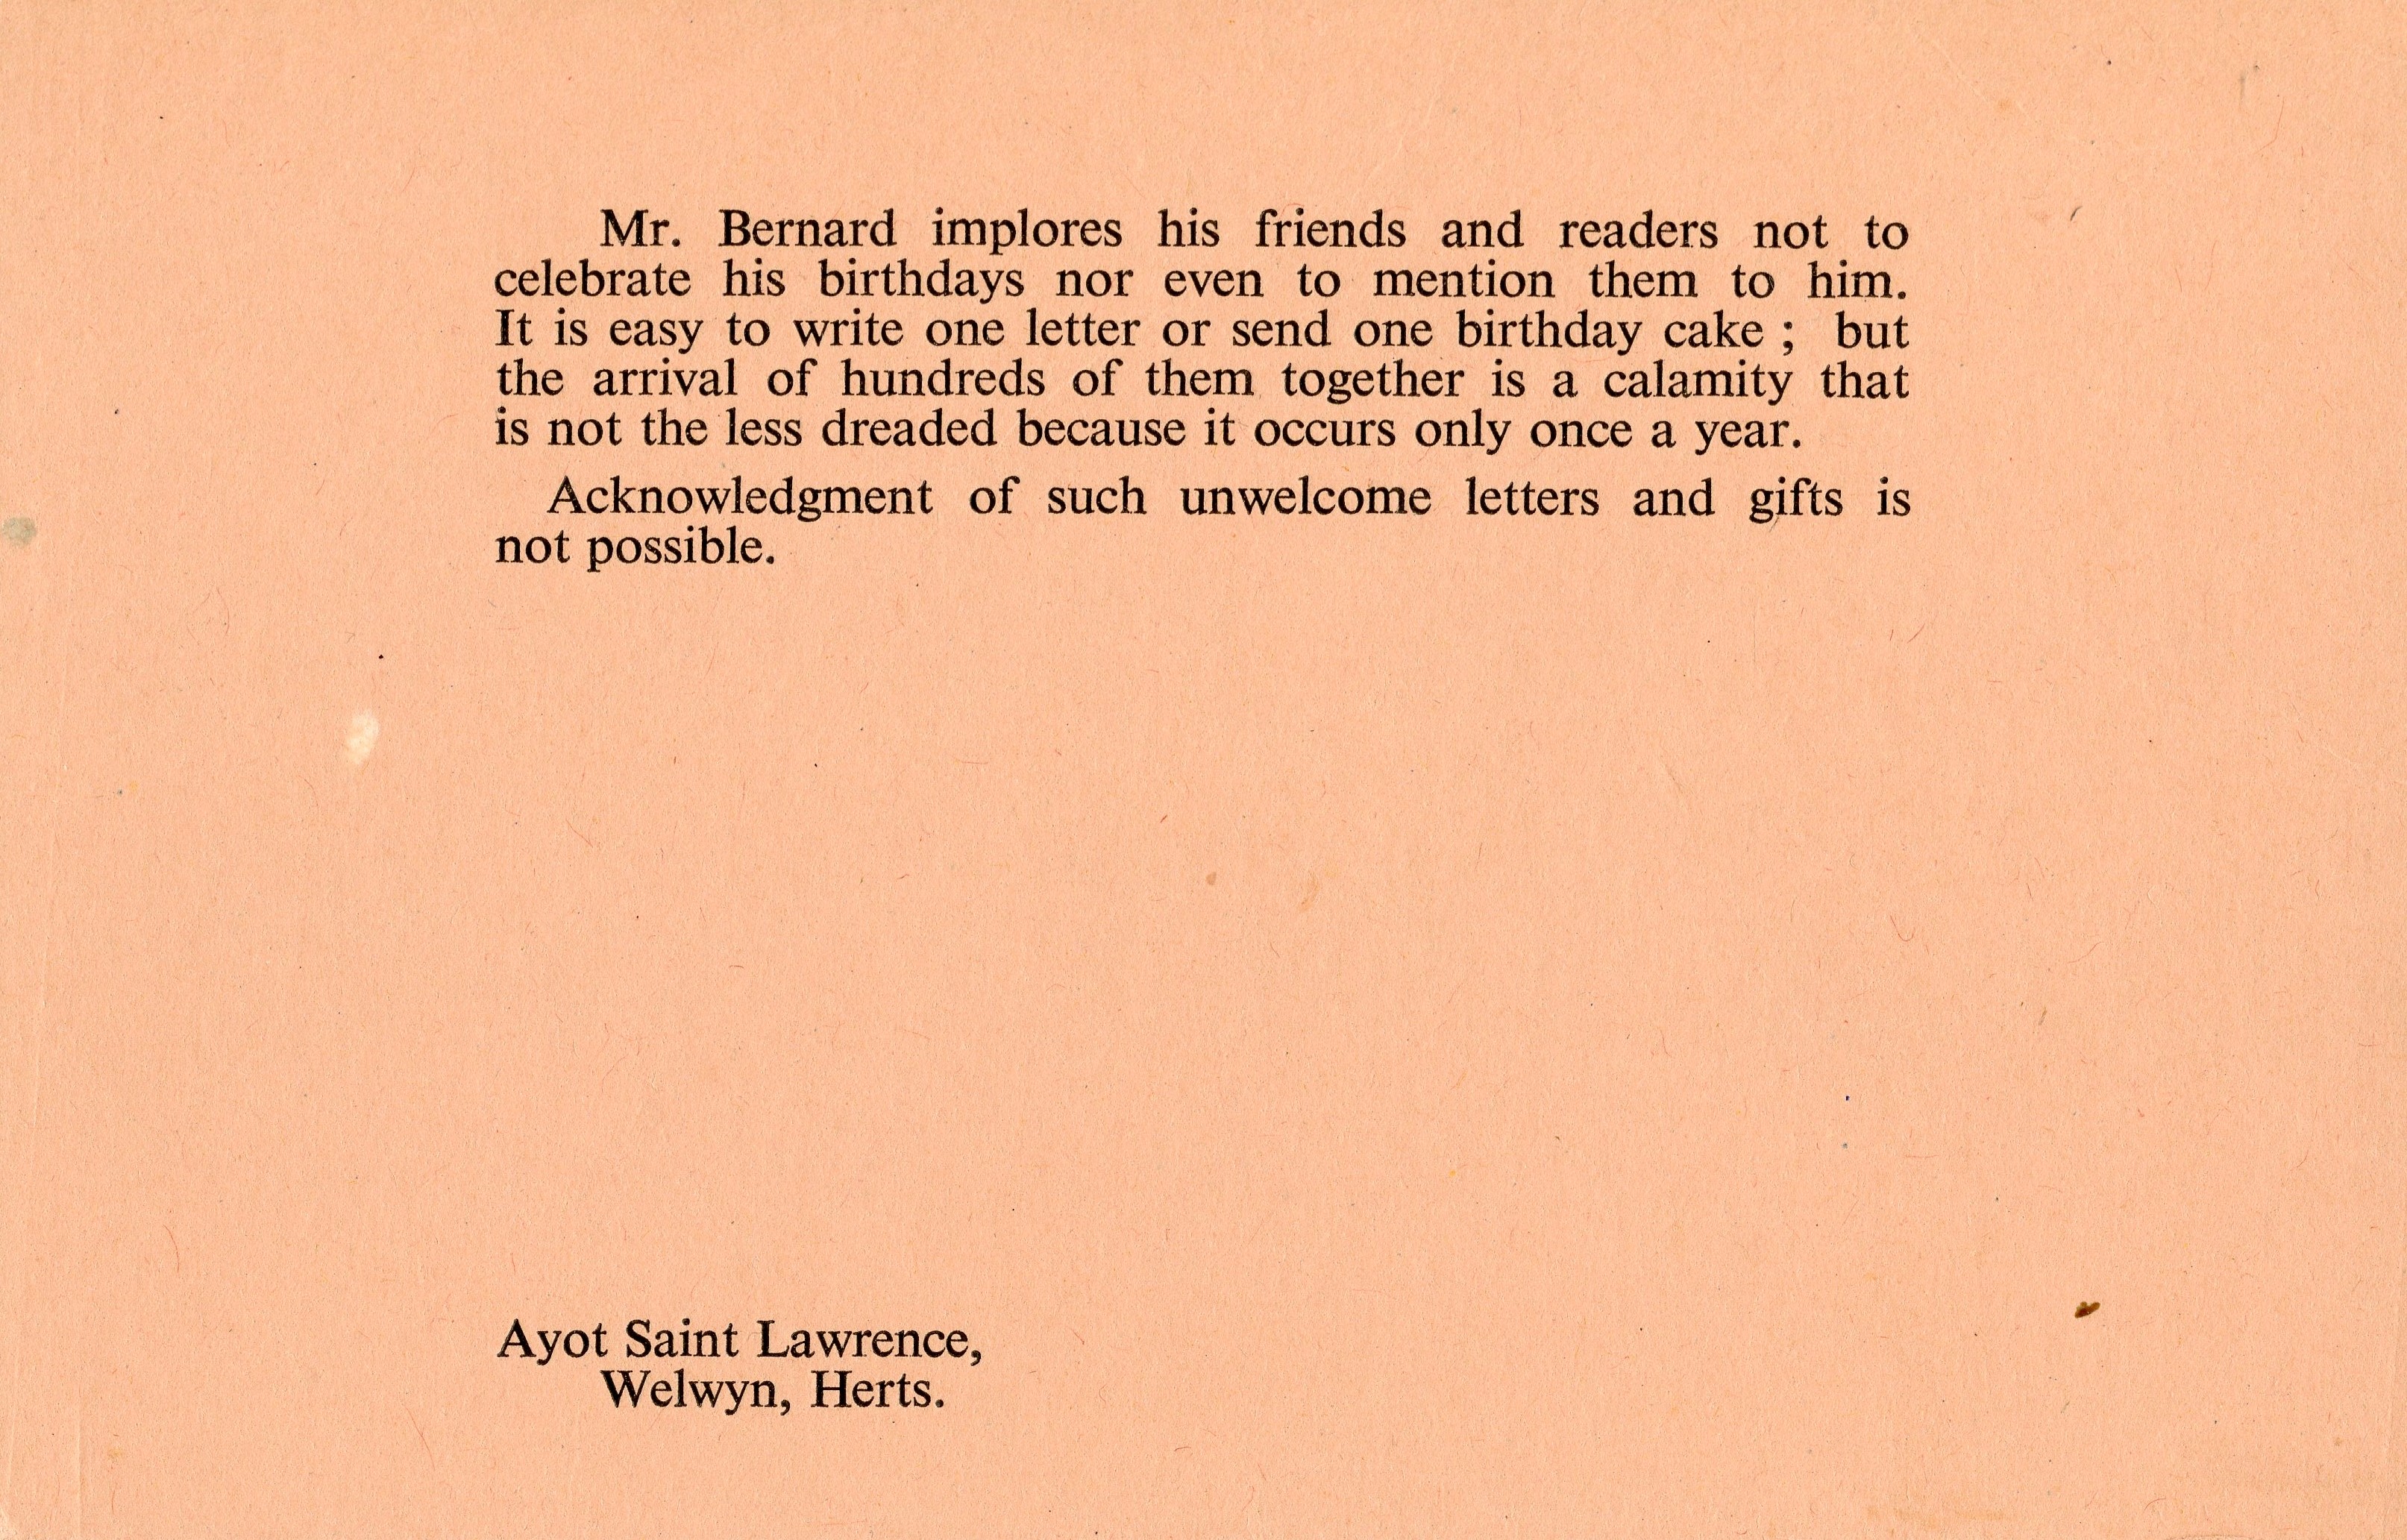 Mr. Bernard implores his friends and readers not to
celebrate his birthdays nor even to mention them to him.
It is easy to write one letter or send one birthday cake ; but
the arrival of hundreds of them together is a calamity that
is not the less dreaded because it occurs only once a year.
Acknowledgment of such unwelcome letters and gifts is
not possible.
Ayot Saint Lawrence,
Welwyn, Herts.